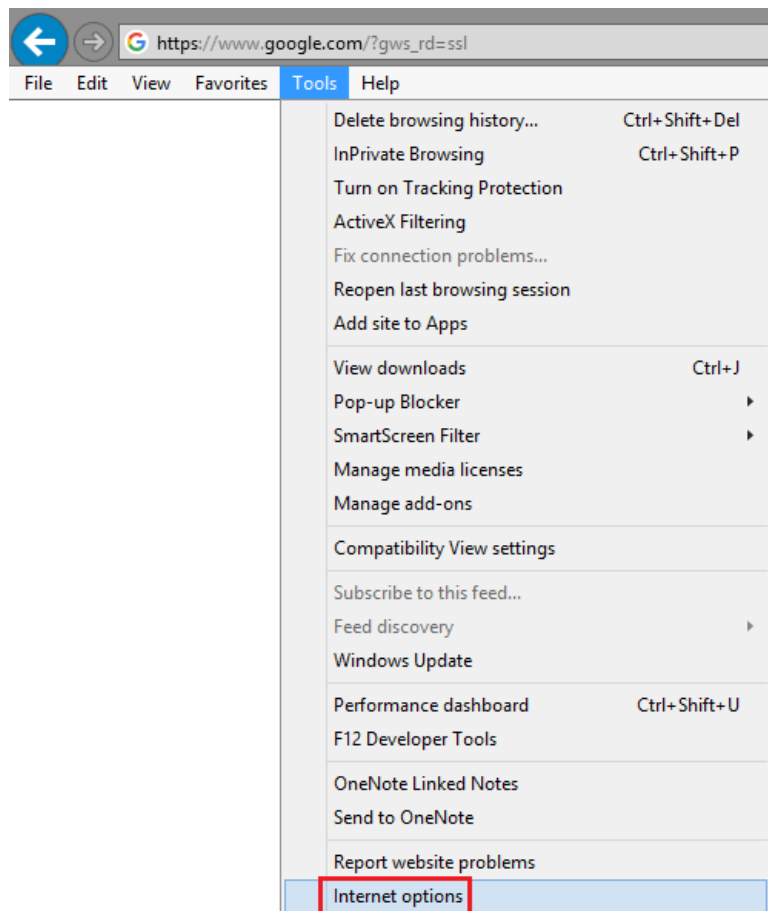 https://www.google.com/?gws_rd=ssl
File Edit View Favorites Tools Help
Delete browsing history... Ctrl+Shift+Del
InPrivate Browsing Ctrl+Shift+P
Turn on Tracking Protection
ActiveX Filtering
Fix connection problems...
Reopen last browsing session
Add site to Apps
View downloads Ctrl+J
Pop-up Blocker
SmartScreen Filter
Manage media licenses
Manage add-ons
Compatibility View settings
Subscribe to this feed...
Feed discovery
Windows Update
Performance dashboard Ctrl+Shift+U
F12 Developer Tools
OneNote Linked Notes
Send to OneNote
Report website problems
Internet options